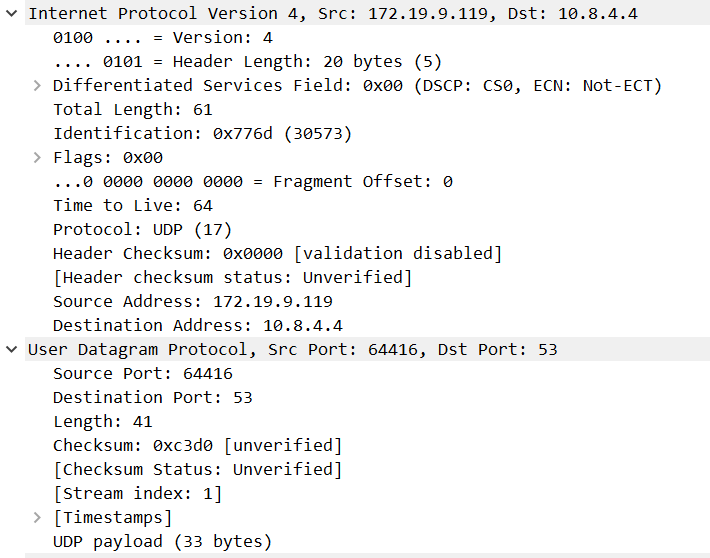 Internet Protocol Version 4, Src: 172.19.9.119, Dst: 10.8.4.4
0100 .... = Version: 4
.... 0101 = Header Length: 20 bytes (5)
Differentiated Services Field: 0x00 (DSCP: CS0, ECN: Not-ECT)
Total Length: 61
Identification: 0x776d (30573)
Flags: 0x00
...0 0000 0000 0000 = Fragment Offset: 0
Time to Live: 64
Protocol: UDP (17)
Header Checksum: 0x0000 [validation disabled]
[Header checksum status: Unverified]
Source Address: 172.19.9.119
Destination Address: 10.8.4.4
User Datagram Protocol, Src Port: 64416, Dst Port: 53
Source Port: 64416
Destination Port: 53
Length: 41
Checksum: 0xc3d0 [unverified]
[Checksum Status: Unverified]
[Stream index: 1]
[Timestamps]
UDP payload (33 bytes)